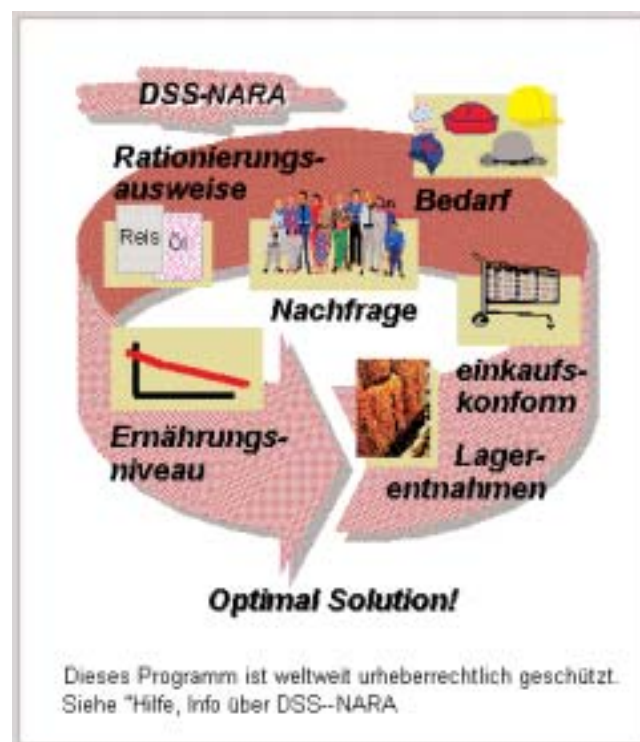 DSS-NARA
Rationierungs-
ausweise
Bedarf
Reis Öl
Nachfrage
einkaufs-
konform
Ernährungs-
niveau
Lager-
entnahmen
Optimal Solution!
Dieses Programm ist weltweit urheberrechtlich geschützt.
Siehe "Hilfe, Info über DSS--NARA